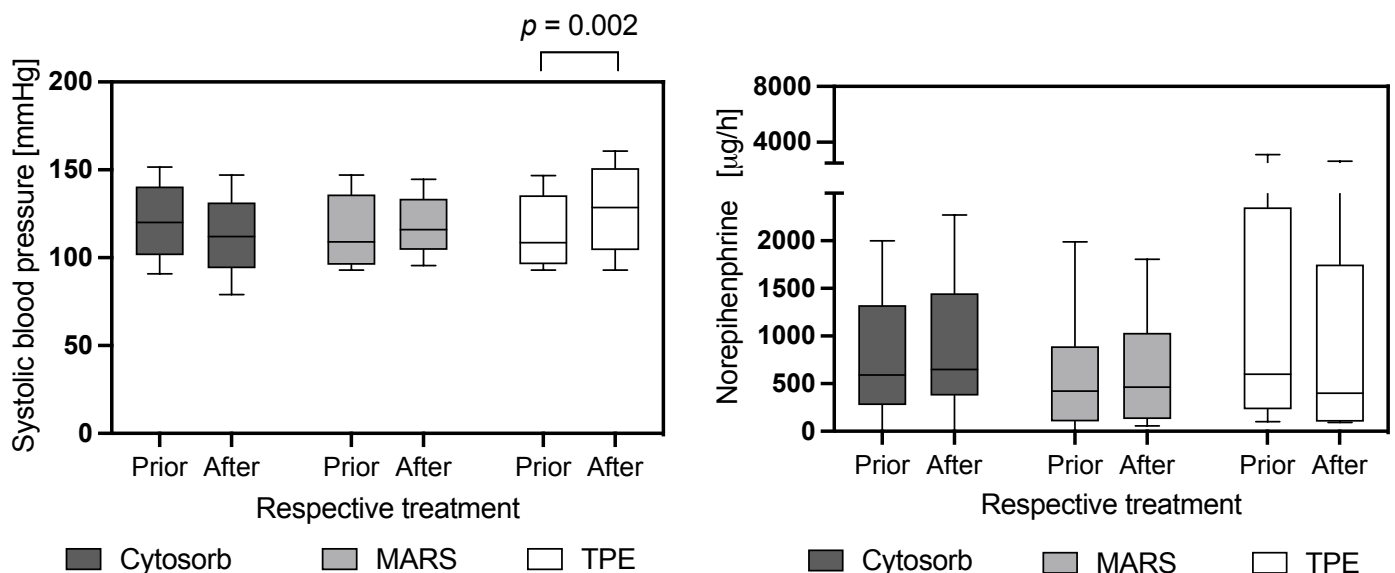 p = 0.002
Systolic blood pressure [mmHg]
200
150
100
50
0
Prior After Prior After Prior After
Respective treatment
Cytosorb MARS TPE
Norepihenphrine [µg/h]
8000
4000
2000
1500
1000
500
0
Prior After Prior After Prior After
Respective treatment
Cytosorb MARS TPE